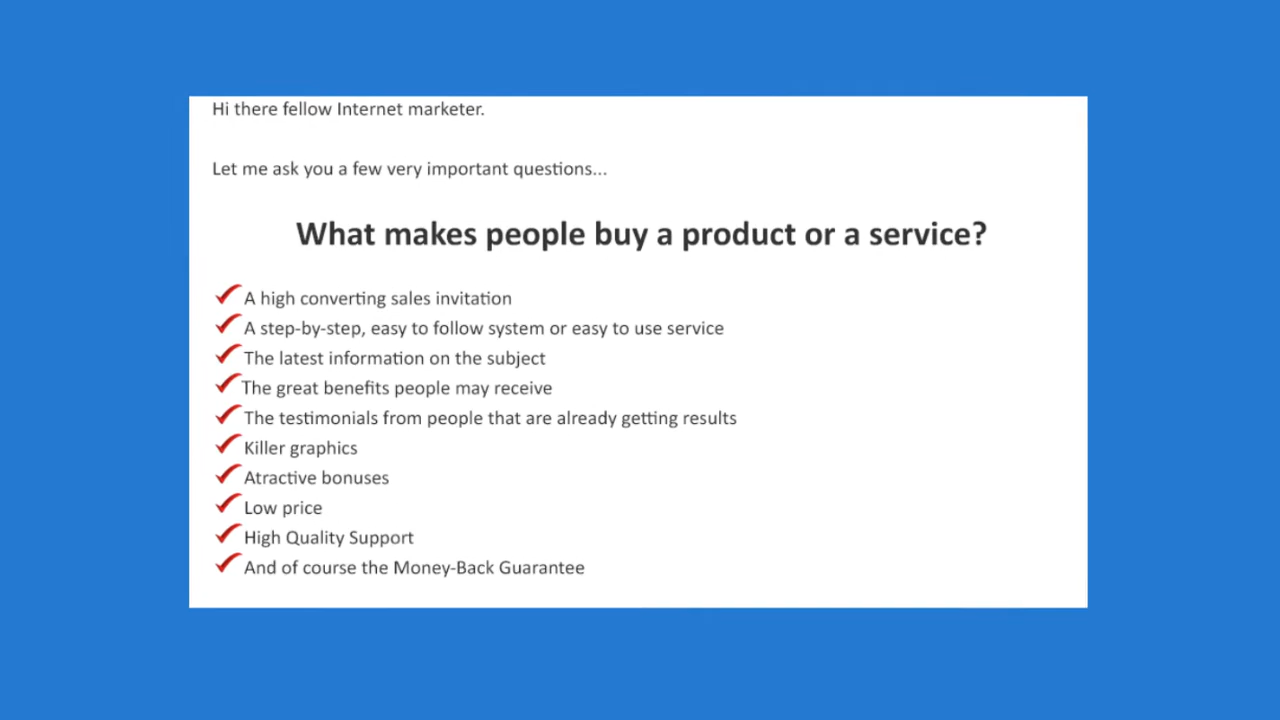 Hi there fellow Internet marketer.
Let me ask you a few very important questions...
What makes people buy a product or a service?
A high converting sales invitation
A step-by-step, easy to follow system or easy to use service
The latest information on the subject
The great benefits people may receive
The testimonials from people that are already getting results
Killer graphics
Atractive bonuses
Low price
High Quality Support
And of course the Money-Back Guarantee